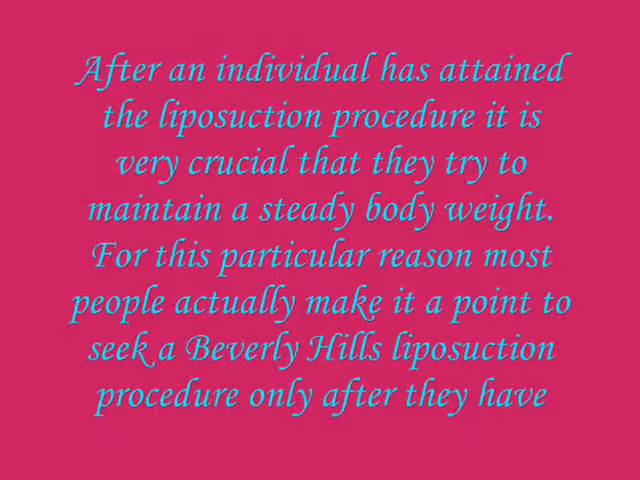 After an individual has attained
the liposuction procedure it is
very crucial that they try to
maintain a steady body weight.
For this particular reason most
people actually make it a point to
seek a Beverly Hills liposuction
procedure only after they have